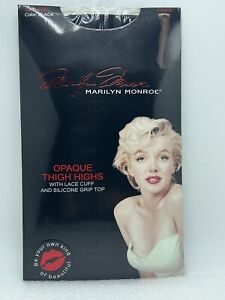 Color: BLACK
MARILYN MONROE™
OPAQUE
THIGH HIGHS
WITH LACE CUFF
AND SILICONE GRIP TOP
Be your own kind
of beautiful